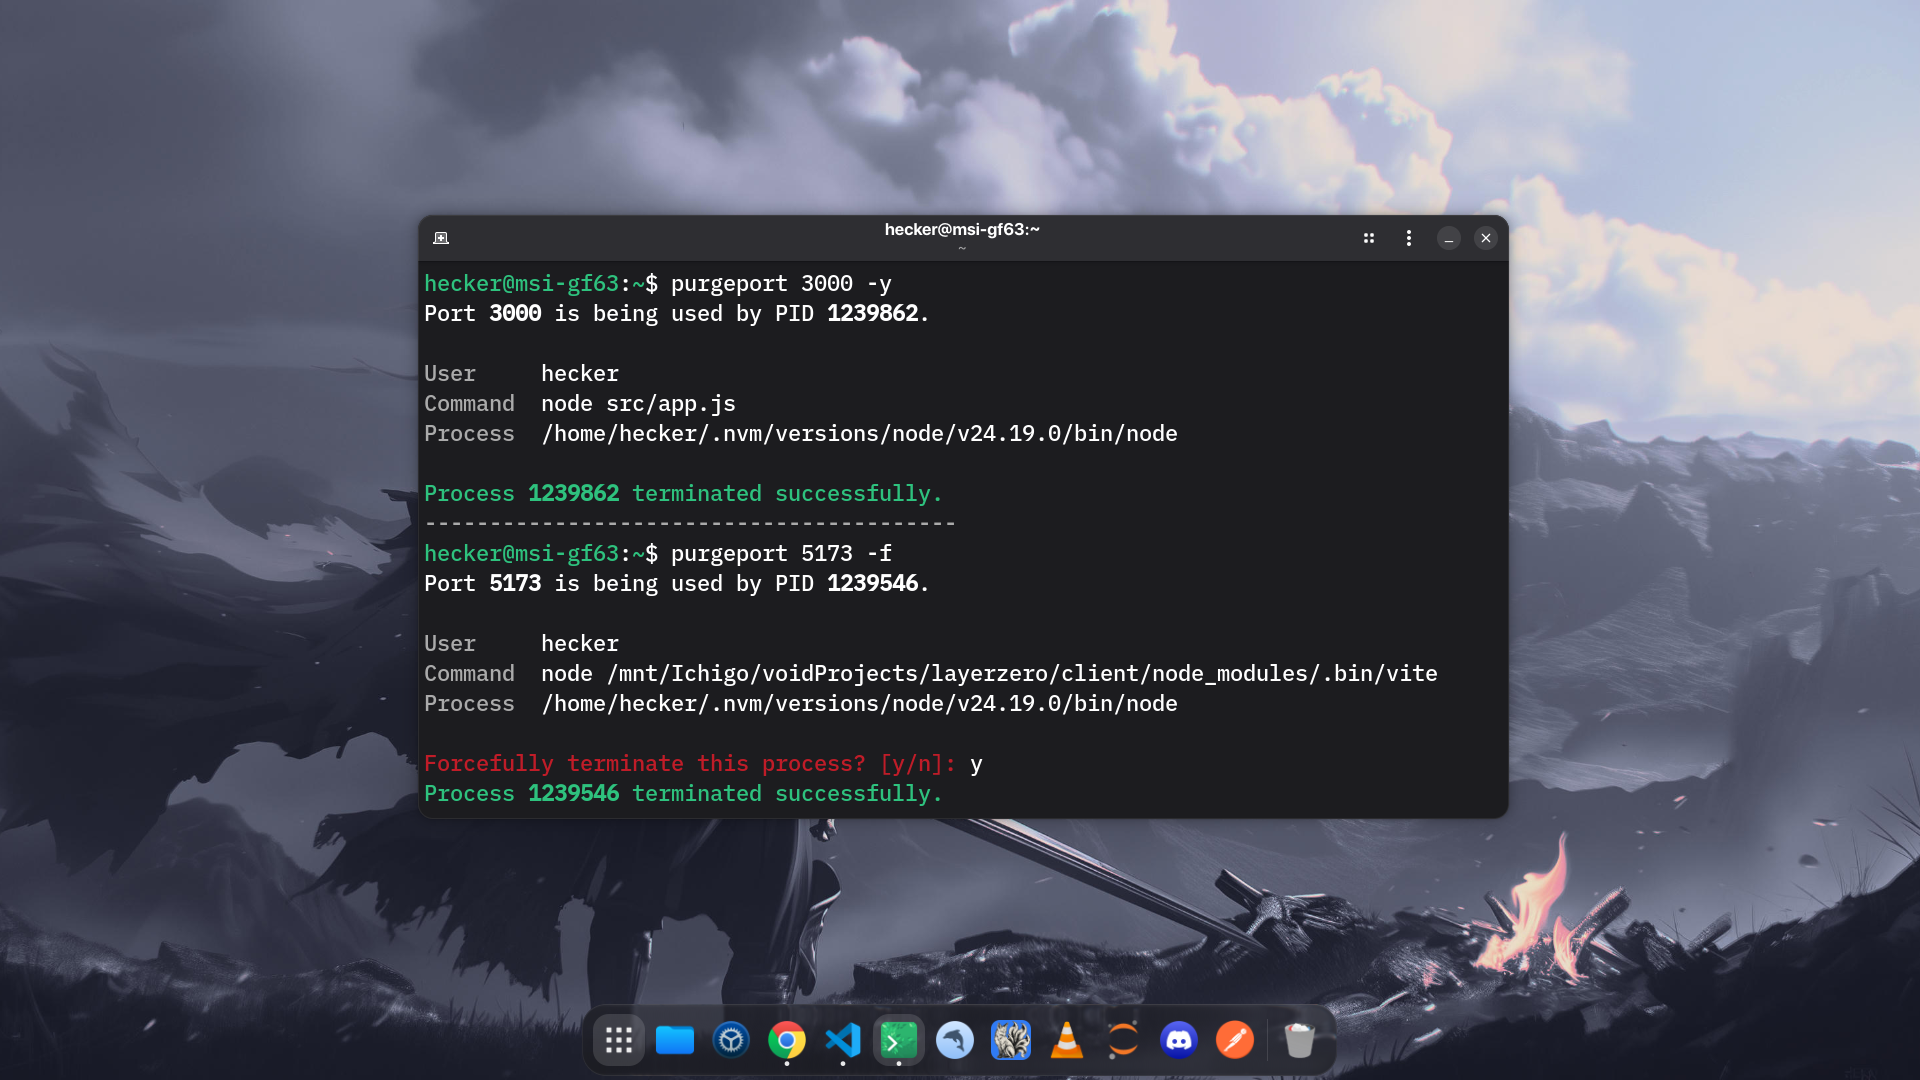 hecker@msi-gf63:~
~
hecker@msi-gf63:~$ purgeport 3000 -y
Port 3000 is being used by PID 1239862.
User hecker
Command node src/app.js
Process /home/hecker/.nvm/versions/node/v24.19.0/bin/node
Process 1239862 terminated successfully.
-----------------------------------------
hecker@msi-gf63:~$ purgeport 5173 -f
Port 5173 is being used by PID 1239546.
User hecker
Command node /mnt/Ichigo/voidProjects/layerzero/client/node_modules/.bin/vite
Process /home/hecker/.nvm/versions/node/v24.19.0/bin/node
Forcefully terminate this process? [y/n]: y
Process 1239546 terminated successfully.